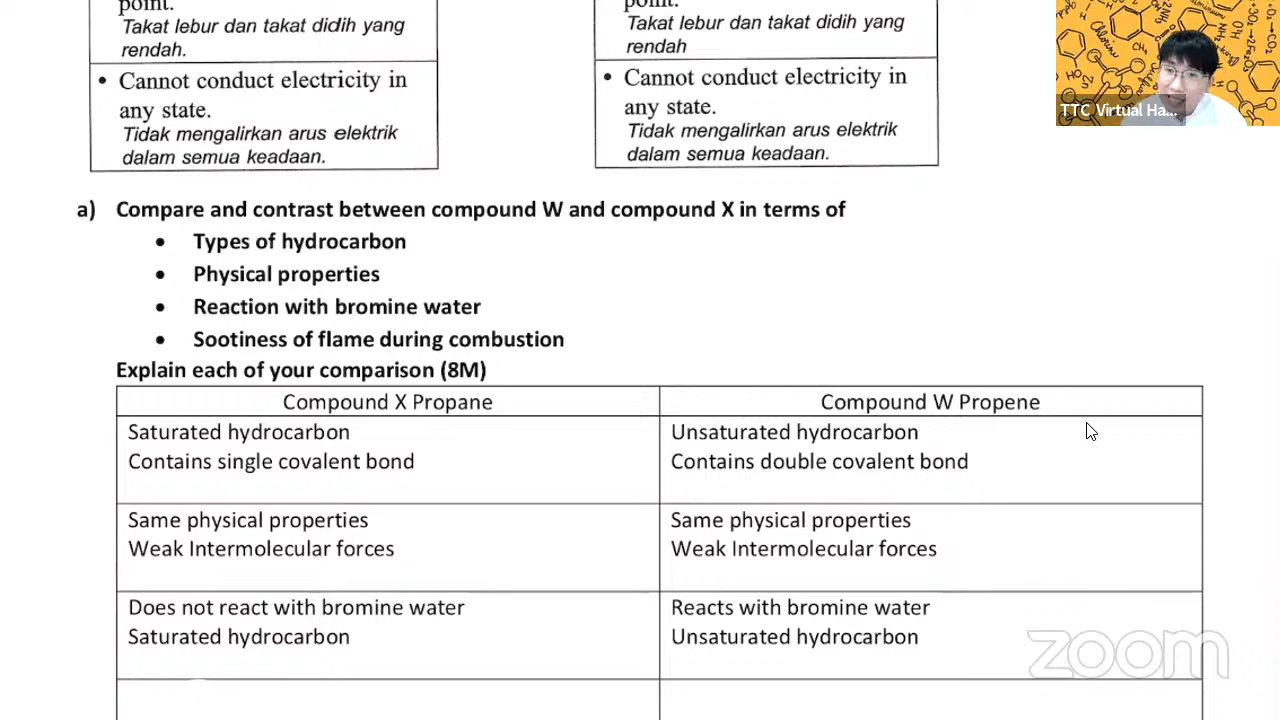 point.
Takat lebur dan takat didih yang
rendah.
• Cannot conduct electricity in
any state.
Tidak mengalirkan arus elektrik
dalam semua keadaan.
point.
Takat lebur dan takat didih yang
rendah
• Cannot conduct electricity in
any state.
Tidak mengalirkan arus elektrik
dalam semua keadaan.
TTC Virtual Ha...
a) Compare and contrast between compound W and compound X in terms of
• Types of hydrocarbon
• Physical properties
• Reaction with bromine water
• Sootiness of flame during combustion
Explain each of your comparison (8M)
Compound X Propane
Compound W Propene
Saturated hydrocarbon
Contains single covalent bond
Unsaturated hydrocarbon
Contains double covalent bond
Same physical properties
Weak Intermolecular forces
Same physical properties
Weak Intermolecular forces
Does not react with bromine water
Saturated hydrocarbon
Reacts with bromine water
Unsaturated hydrocarbon
zoom